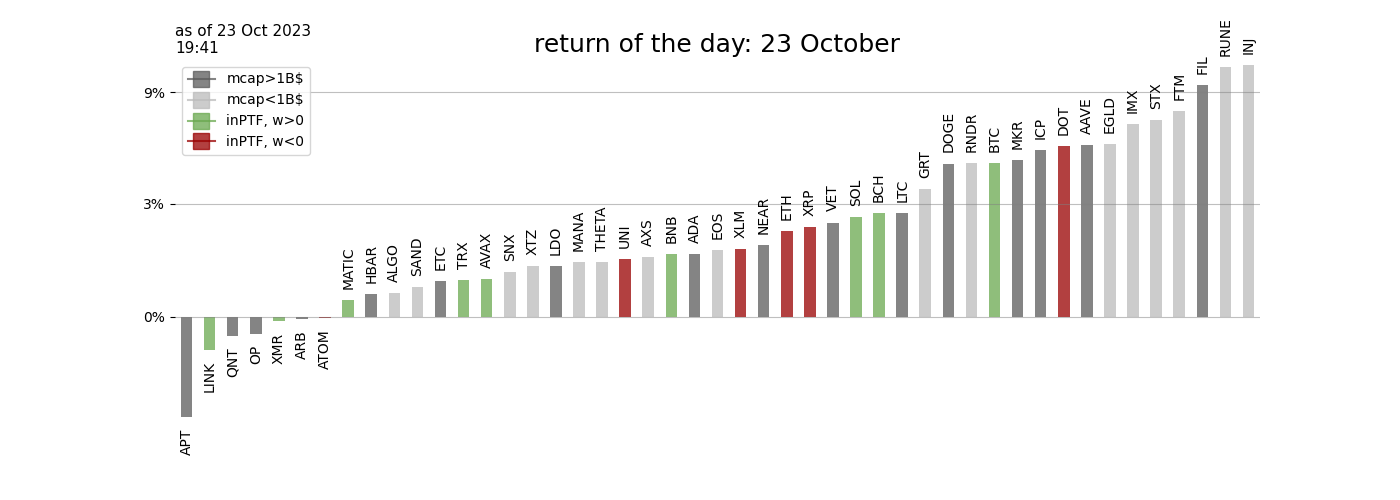 as of 23 Oct 2023
19:41
return of the day: 23 October
mcap>1B$
mcap<1B$
inPTF, w>0
inPTF, w<0
9%
3%
0%
APT
LINK
QNT
OP
XMR
ARB
ATOM
MATIC
HBAR
ALGO
SAND
ETC
TRX
AVAX
SNX
XTZ
LDO
MANA
THETA
UNI
AXS
BNB
ADA
EOS
XLM
NEAR
ETH
XRP
VET
SOL
BCH
LTC
GRT
DOGE
RNDR
BTC
MKR
ICP
DOT
AAVE
EGLD
IMX
STX
FTM
FIL
RUNE
INJ